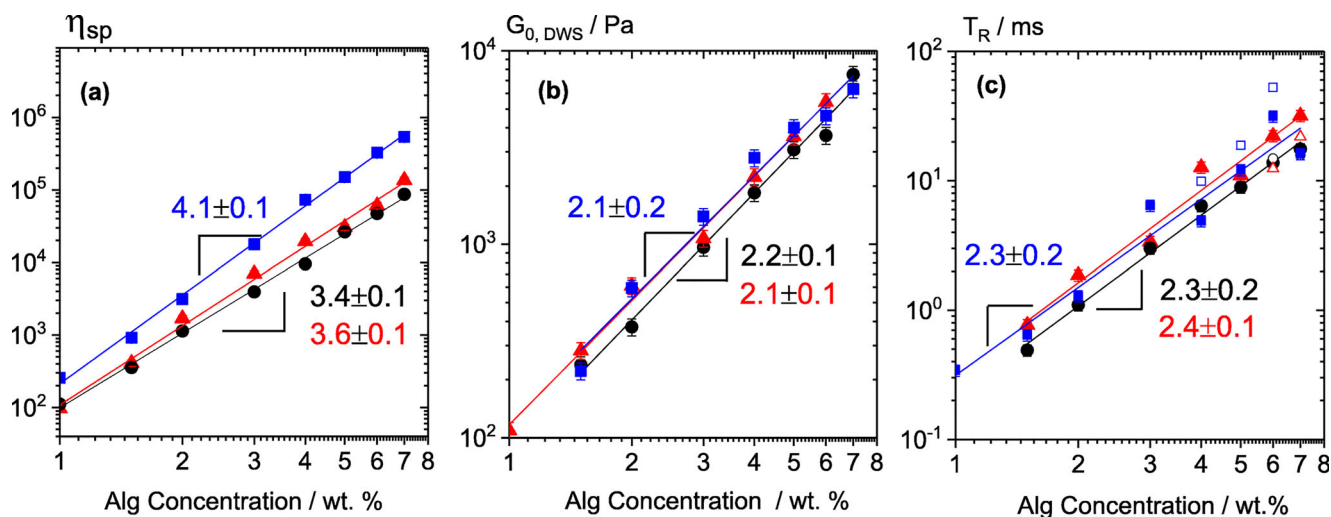 η_sp
(a)
10^6
10^5
10^4
10^3
10^2
4.1±0.1
3.4±0.1
3.6±0.1
1 2 3 4 5 6 7 8
Alg Concentration / wt. %
G_0, DWS / Pa
(b)
10^4
10^3
10^2
2.1±0.2
2.2±0.1
2.1±0.1
1 2 3 4 5 6 7 8
Alg Concentration / wt. %
T_R / ms
(c)
10^2
10^1
10^0
10^-1
2.3±0.2
2.3±0.2
2.4±0.1
1 2 3 4 5 6 7 8
Alg Concentration / wt. %